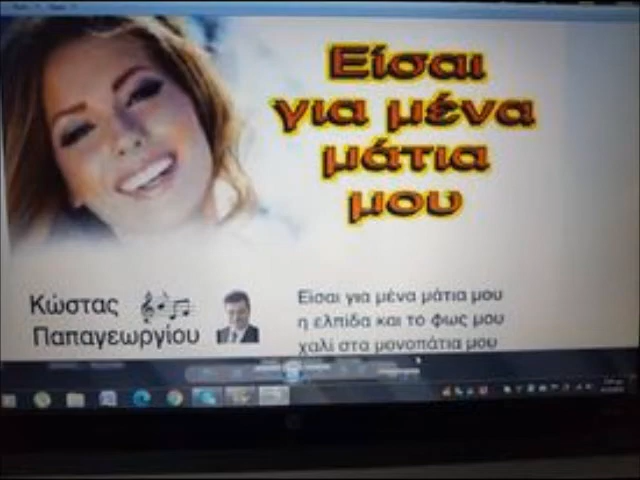 Είσαι
για μένα
μάτια
μου
Κώστας
Παπαγεωργίου
Είσαι για μένα μάτια μου
η ελπίδα και το φως μου
χαλί στα μονοπάτια μου